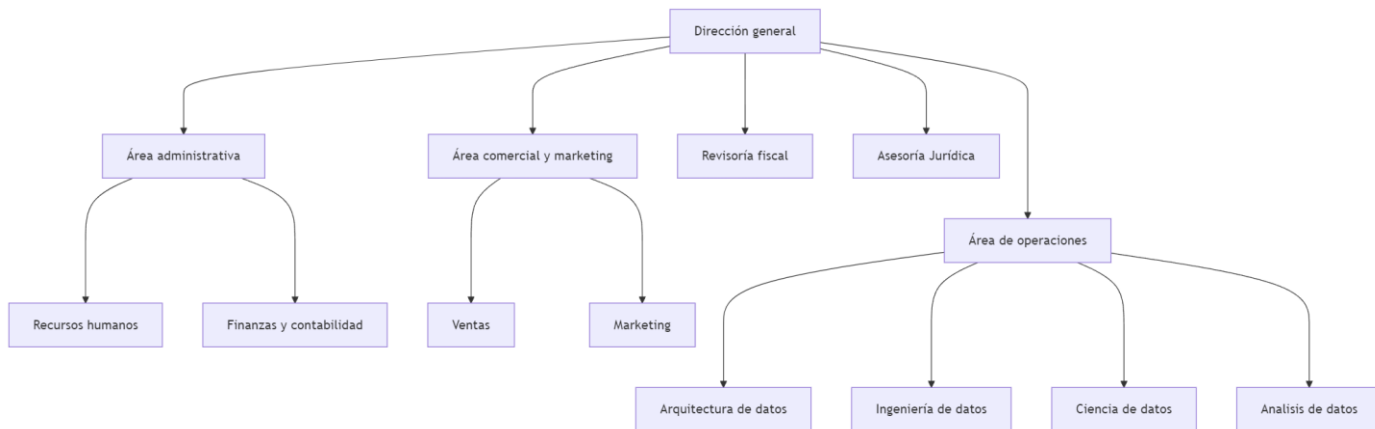 Dirección general
Área administrativa
Área comercial y marketing
Revisoría fiscal
Asesoría Jurídica
Área de operaciones
Recursos humanos
Finanzas y contabilidad
Ventas
Marketing
Arquitectura de datos
Ingeniería de datos
Ciencia de datos
Analisis de datos